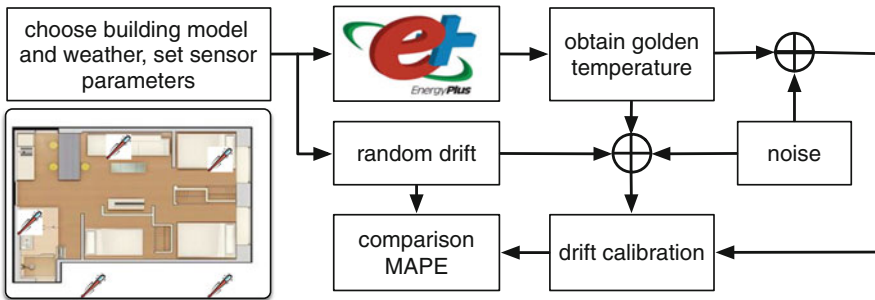 choose building model
and weather, set sensor
parameters
e+
EnergyPlus
obtain golden
temperature
random drift
noise
comparison
MAPE
drift calibration